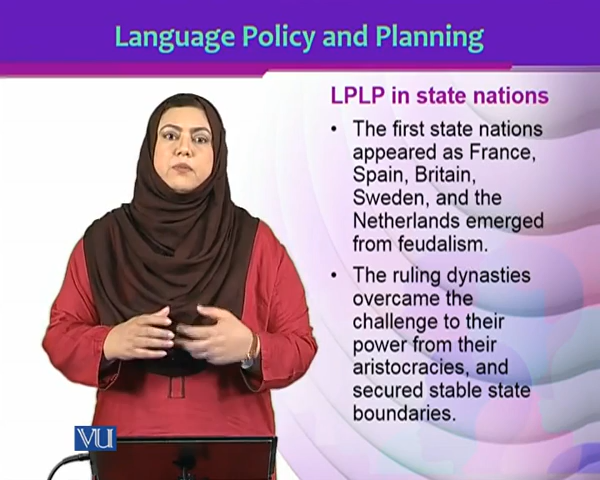 Language Policy and Planning
LPLP in state nations
• The first state nations
appeared as France,
Spain, Britain,
Sweden, and the
Netherlands emerged
from feudalism.
• The ruling dynasties
overcame the
challenge to their
power from their
aristocracies, and
secured stable state
boundaries.
VU